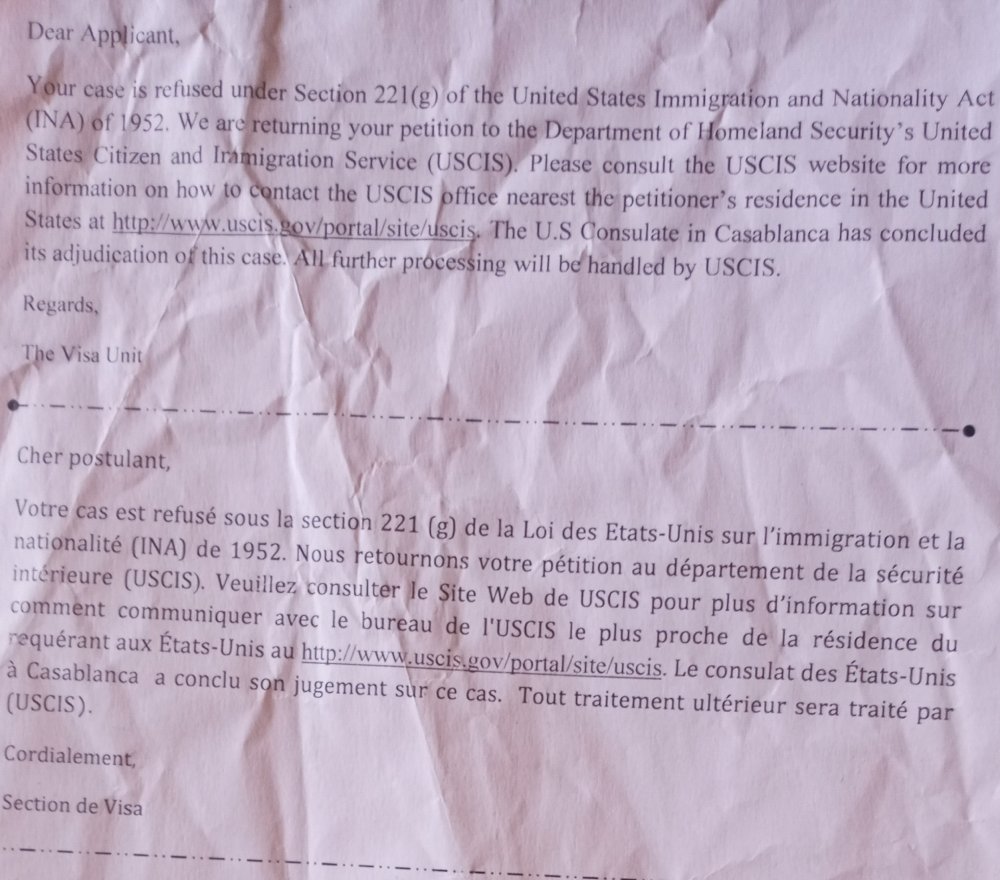 Dear Applicant,
Your case is refused under Section 221(g) of the United States Immigration and Nationality Act
(INA) of 1952. We are returning your petition to the Department of Homeland Security's United
States Citizen and Immigration Service (USCIS). Please consult the USCIS website for more
information on how to contact the USCIS office nearest the petitioner's residence in the United
States at http://www.uscis.gov/portal/site/uscis. The U.S Consulate in Casablanca has concluded
its adjudication of this case. All further processing will be handled by USCIS.
Regards,
The Visa Unit
Cher postulant,
Votre cas est refusé sous la section 221 (g) de la Loi des Etats-Unis sur l'immigration et la
nationalité (INA) de 1952. Nous retournons votre pétition au département de la sécurité
intérieure (USCIS). Veuillez consulter le Site Web de USCIS pour plus d'information sur
comment communiquer avec le bureau de l'USCIS le plus proche de la résidence du
requérant aux États-Unis au http://www.uscis.gov/portal/site/uscis. Le consulat des États-Unis
à Casablanca a conclu son jugement sur ce cas. Tout traitement ultérieur sera traité par
(USCIS).
Cordialement,
Section de Visa